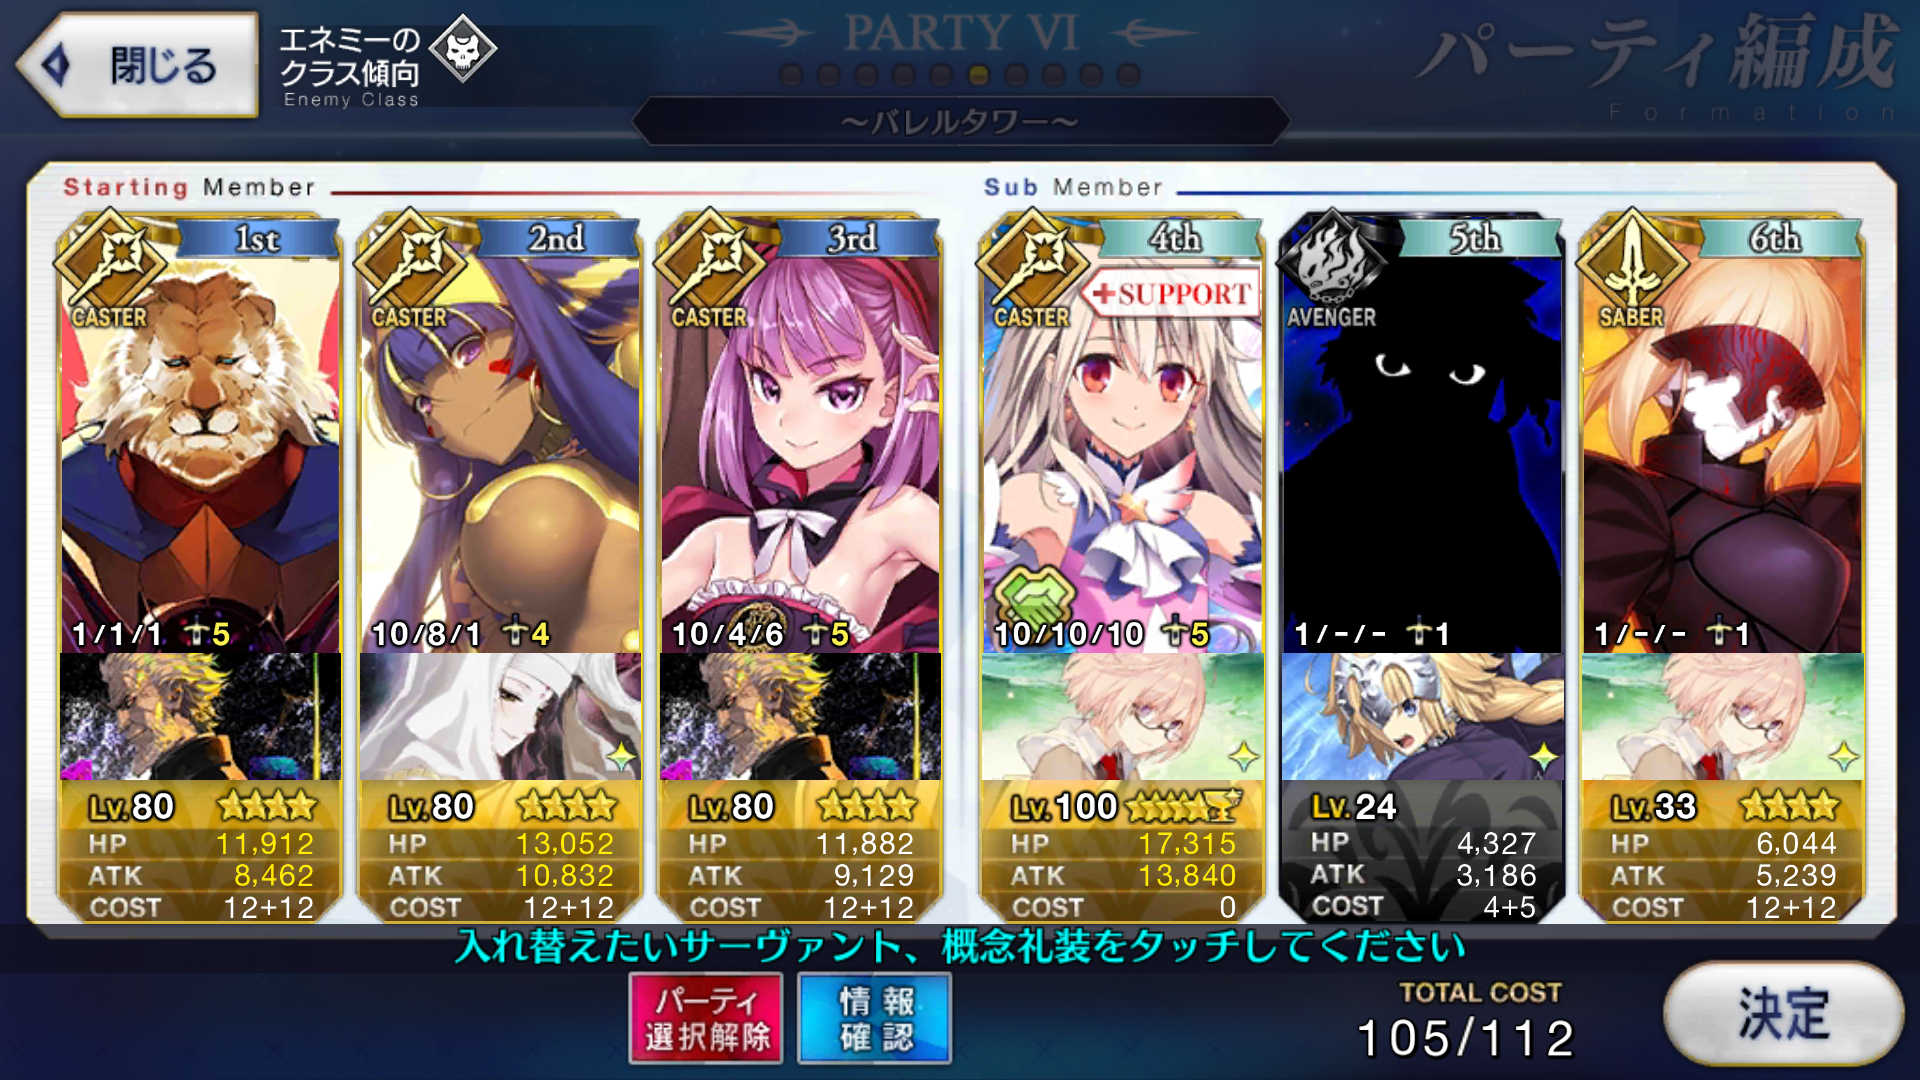 閉じる
エネミーの
クラス傾向
Enemy Class
PARTY VI
～バレルタワー～
パーティ編成
Formation
Starting Member
Sub Member
1st
CASTER
1/1/1 5
Lv.80
HP 11,912
ATK 8,462
COST 12+12
2nd
CASTER
10/8/1 4
Lv.80
HP 13,052
ATK 10,832
COST 12+12
3rd
CASTER
10/4/6 5
Lv.80
HP 11,882
ATK 9,129
COST 12+12
4th
+SUPPORT
CASTER
10/10/10 5
Lv.100
HP 17,315
ATK 13,840
COST 0
5th
AVENGER
1/-/- 1
Lv.24
HP 4,327
ATK 3,186
COST 4+5
6th
SABER
1/-/- 1
Lv.33
HP 6,044
ATK 5,239
COST 12+12
入れ替えたいサーヴァント、概念礼装をタッチしてください
パーティ
選択解除
情報
確認
TOTAL COST
105/112
決定